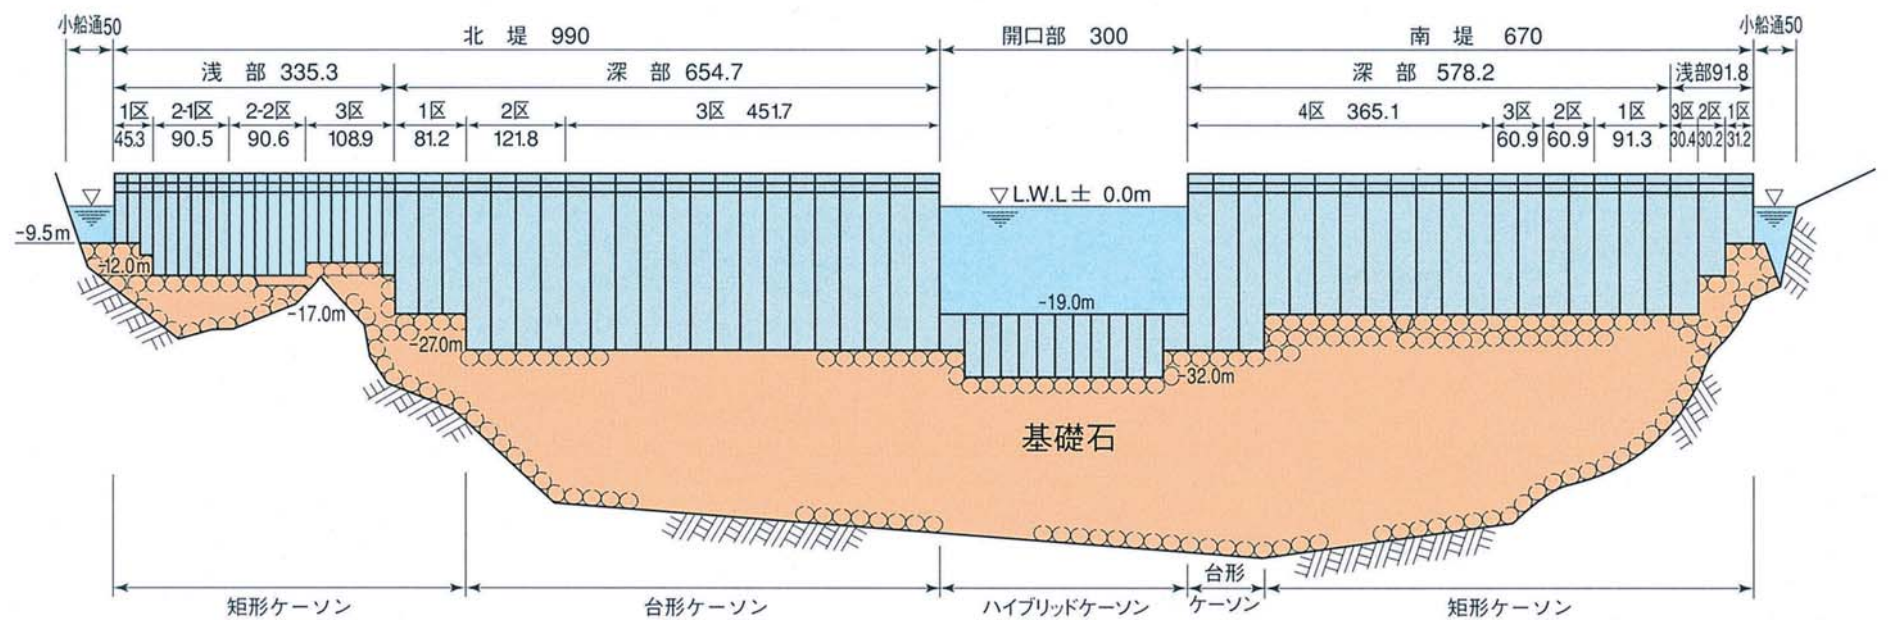 小船通50
北 堤 990
開口部 300
南 堤 670
小船通50
浅 部 335.3
深 部 654.7
深 部 578.2
浅部91.8
1区
2-1区
2-2区
3区
1区
2区
3区 451.7
4区 365.1
3区
2区
1区
3区
2区
1区
45.3
90.5
90.6
108.9
81.2
121.8
60.9
60.9
91.3
30.4
30.2
31.2
L.W.L± 0.0m
-9.5m
-12.0m
-19.0m
-17.0m
-27.0m
-32.0m
基礎石
矩形ケーソン
台形ケーソン
ハイブリッドケーソン
台形
ケーソン
矩形ケーソン